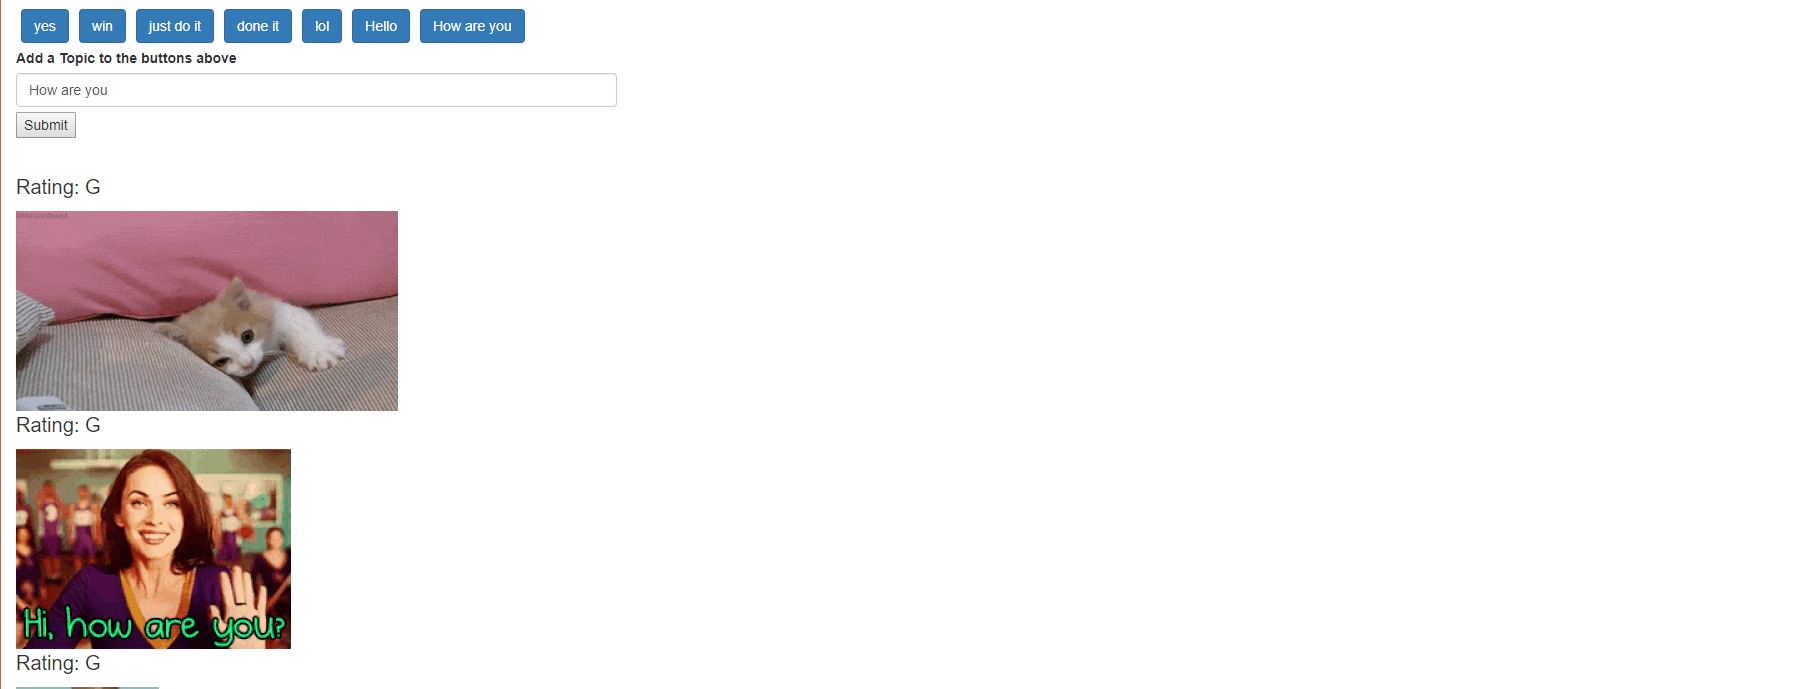 yes win just do it done it lol Hello How are you
Add a Topic to the buttons above
How are you
Submit
Rating: G
Rating: G
Hi, how are you?
Rating: G